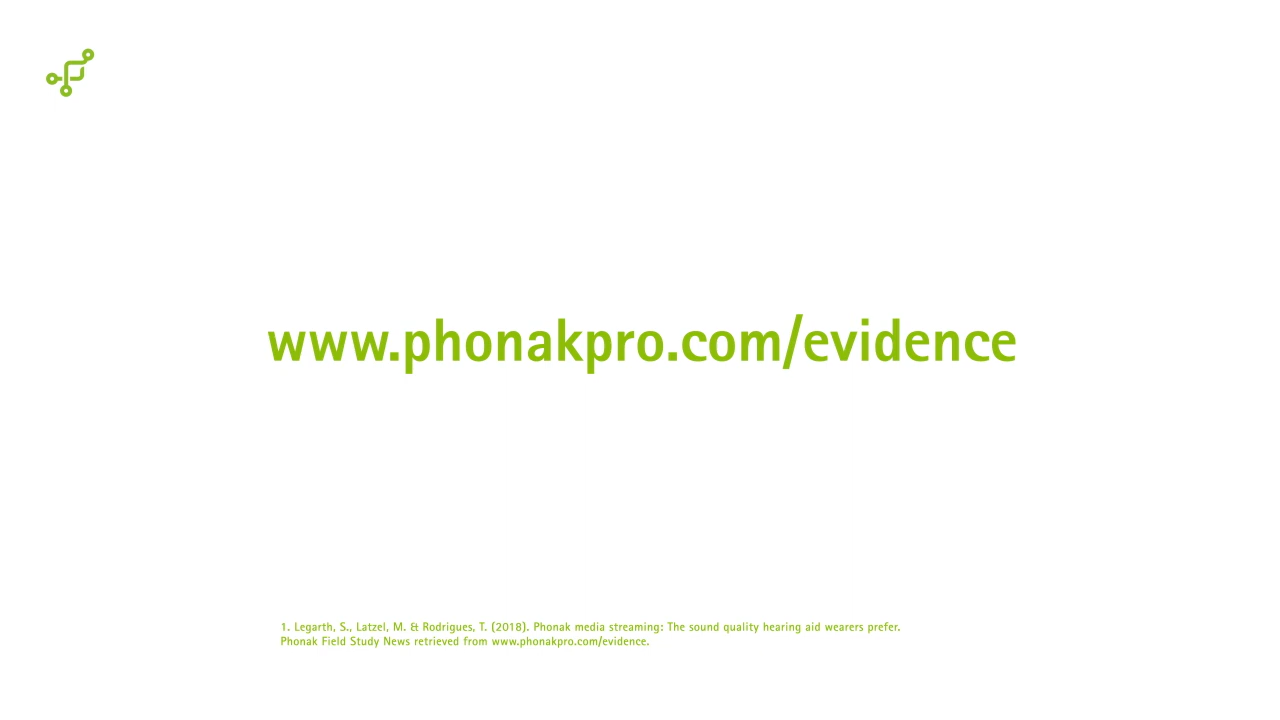 www.phonakpro.com/evidence
1. Legarth, S., Latzel, M. & Rodrigues, T. (2018). Phonak media streaming: The sound quality hearing aid wearers prefer.
Phonak Field Study News retrieved from www.phonakpro.com/evidence.